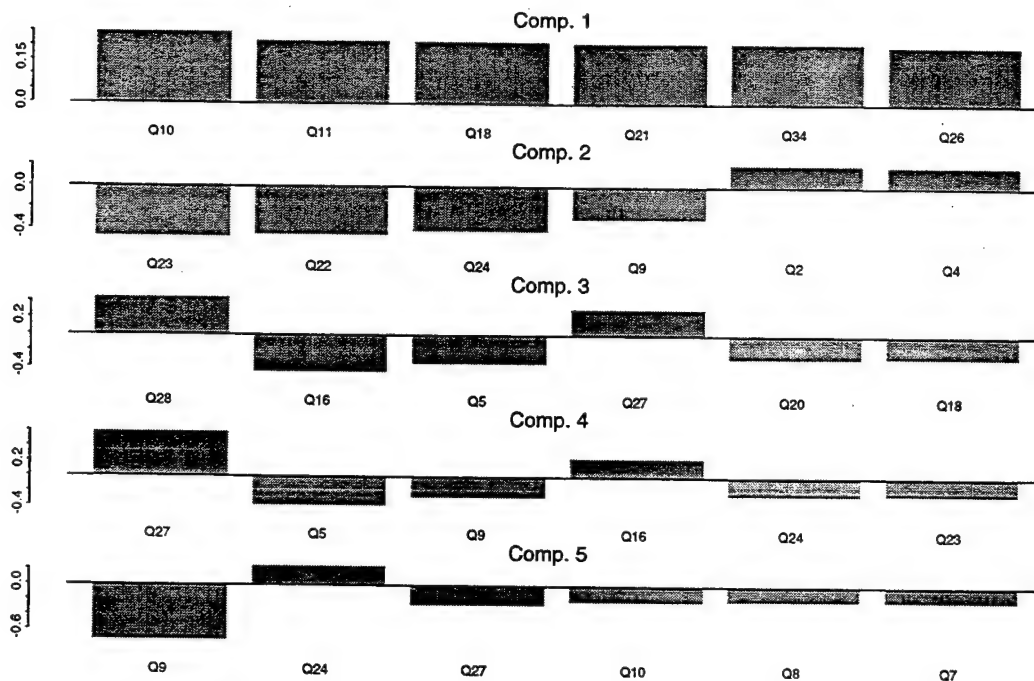 Comp. 1
0.15
0.0
Q10 Q11 Q18 Q21 Q34 Q26
Comp. 2
0.0
-0.4
Q23 Q22 Q24 Q9 Q2 Q4
Comp. 3
0.2
-0.4
Q28 Q16 Q5 Q27 Q20 Q18
Comp. 4
0.2
-0.4
Q27 Q5 Q9 Q16 Q24 Q23
Comp. 5
0.0
-0.6
Q9 Q24 Q27 Q10 Q8 Q7